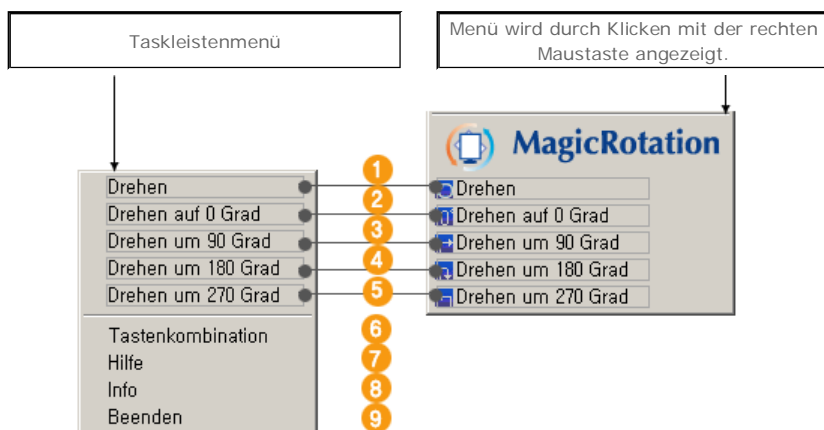 Taskleistenmenü
Menü wird durch Klicken mit der rechten
Maustaste angezeigt.
MagicRotation
Drehen
Drehen auf 0 Grad
Drehen um 90 Grad
Drehen um 180 Grad
Drehen um 270 Grad
Tastenkombination
Hilfe
Info
Beenden
1
2
3
4
5
6
7
8
9
Drehen
Drehen auf 0 Grad
Drehen um 90 Grad
Drehen um 180 Grad
Drehen um 270 Grad